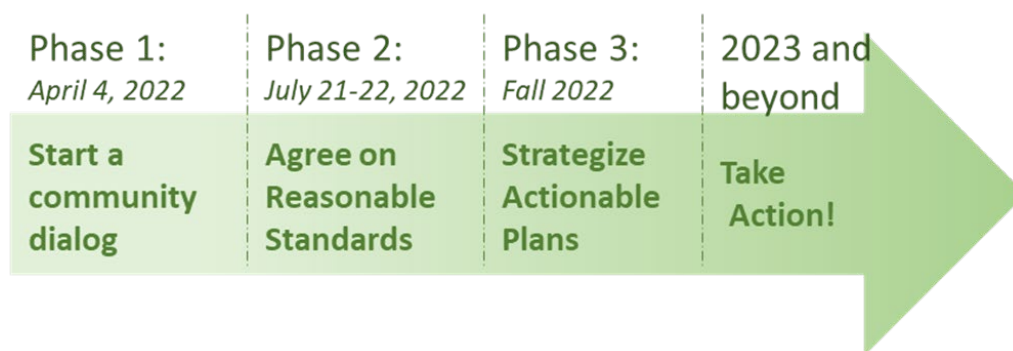 Phase 1:
April 4, 2022
Start a
community
dialog
Phase 2:
July 21-22, 2022
Agree on
Reasonable
Standards
Phase 3:
Fall 2022
Strategize
Actionable
Plans
2023 and
beyond
Take
Action!